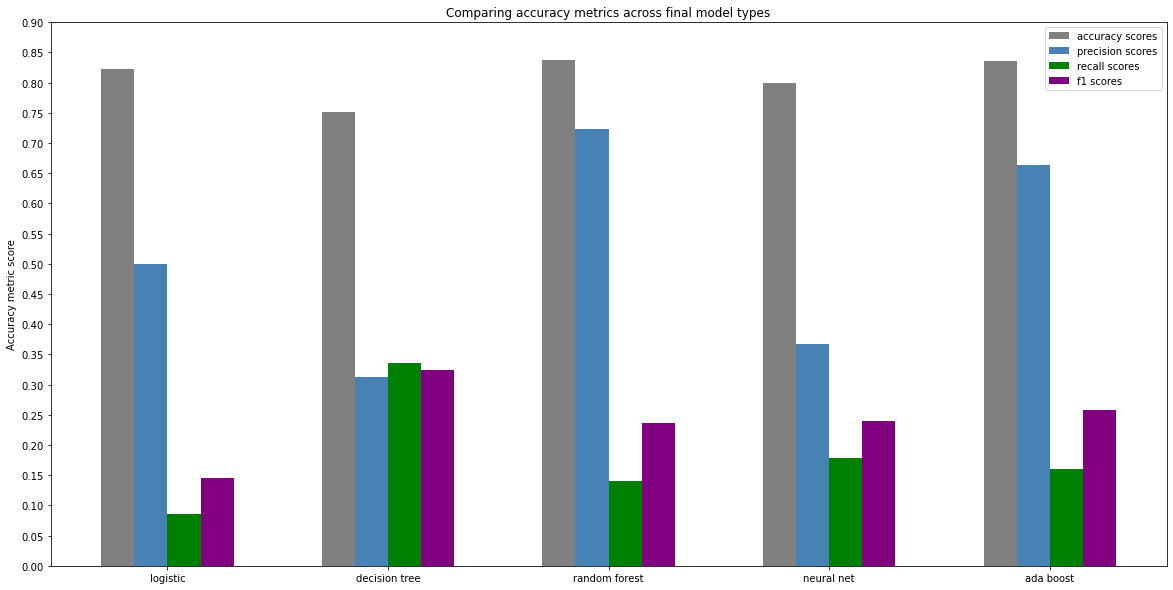 Comparing accuracy metrics across final model types
accuracy scores
precision scores
recall scores
f1 scores
Accuracy metric score
0.90
0.85
0.80
0.75
0.70
0.65
0.60
0.55
0.50
0.45
0.40
0.35
0.30
0.25
0.20
0.15
0.10
0.05
0.00
logistic
decision tree
random forest
neural net
ada boost